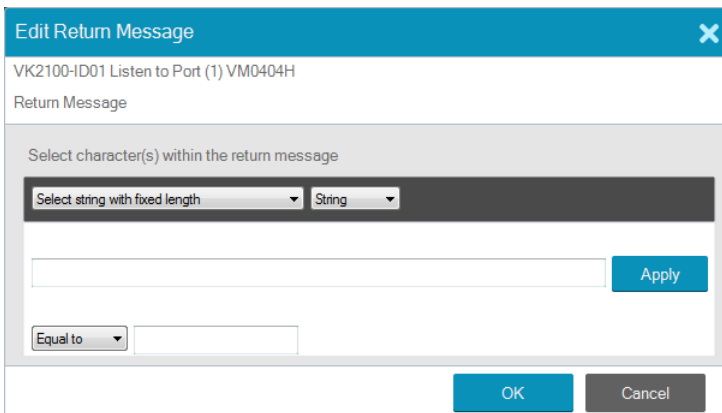 Edit Return Message
VK2100-ID01 Listen to Port (1) VM0404H
Return Message
Select character(s) within the return message
Select string with fixed length String
Apply
Equal to
OK Cancel